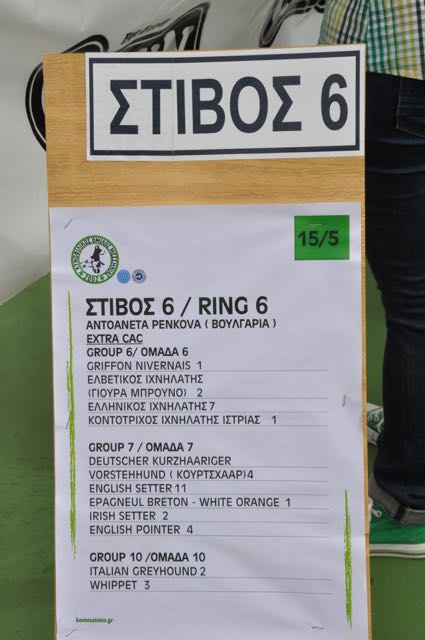 ΣΤΙΒΟΣ 6
15/5
2002
ΣΤΙΒΟΣ 6 / RING 6
ΑΝΤΟΑΝΕΤΑ ΡΕΝΚΟVΑ ( ΒΟΥΛΓΑΡΙΑ )
EXTRA CAC
GROUP 6/ ΟΜΑΔΑ 6
GRIFFON NIVERNAIS 1
ΕΛΒΕΤΙΚΟΣ ΙΧΝΗΛΑΤΗΣ
(ΓΙΟΥΡΑ ΜΠΡΟΥΝΟ) 2
ΕΛΛΗΝΙΚΟΣ ΙΧΝΗΛΑΤΗΣ 7
ΚΟΝΤΟΤΡΙΧΟΣ ΙΧΝΗΛΑΤΗΣ ΙΣΤΡΙΑΣ 1
GROUP 7 / ΟΜΑΔΑ 7
DEUTSCHER KURZHAARIGER
VORSTEHHUND ( ΚΟΥΡΤΣΧΑΑΡ)4
ENGLISH SETTER 11
EPAGNEUL BRETON - WHITE ORANGE 1
IRISH SETTER 2
ENGLISH POINTER 4
GROUP 10 /ΟΜΑΔΑ 10
ITALIAN GREYHOUND 2
WHIPPET 3
komessinias.gr